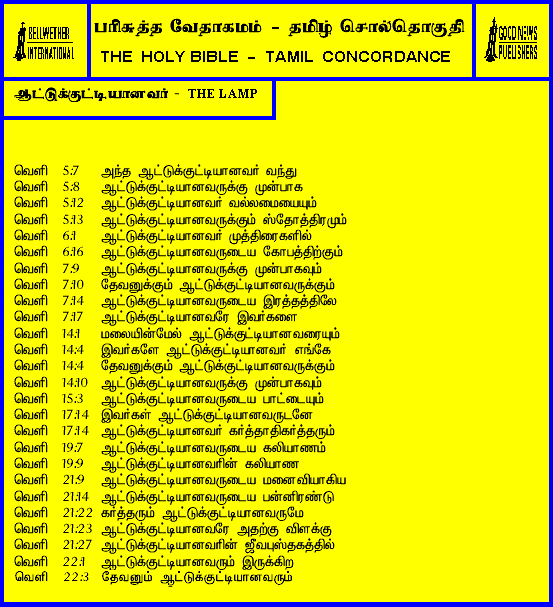 BELLWETHER
INTERNATIONAL
பரிசுத்த வேதாகமம் - தமிழ் சொல்தொகுதி
THE HOLY BIBLE - TAMIL CONCORDANCE
GOOD NEWS
PUBLISHERS
ஆட்டுக்குட்டியானவர் - THE LAMP
வெளி 5:7 அந்த ஆட்டுக்குட்டியானவர் வந்து
வெளி 5:8 ஆட்டுக்குட்டியானவருக்கு முன்பாக
வெளி 5:12 ஆட்டுக்குட்டியானவர் வல்லமையையும்
வெளி 5:13 ஆட்டுக்குட்டியானவருக்கும் ஸ்தோத்திரமும்
வெளி 6:1 ஆட்டுக்குட்டியானவர் முத்திரைகளில்
வெளி 6:16 ஆட்டுக்குட்டியானவருடைய கோபத்திற்கும்
வெளி 7:9 ஆட்டுக்குட்டியானவருக்கு முன்பாகவும்
வெளி 7:10 தேவனுக்கும் ஆட்டுக்குட்டியானவருக்கும்
வெளி 7:14 ஆட்டுக்குட்டியானவருடைய இரத்தத்திலே
வெளி 7:17 ஆட்டுக்குட்டியானவரே இவர்களை
வெளி 14:1 மலையின்மேல் ஆட்டுக்குட்டியானவரையும்
வெளி 14:4 இவர்களே ஆட்டுக்குட்டியானவர் எங்கே
வெளி 14:4 தேவனுக்கும் ஆட்டுக்குட்டியானவருக்கும்
வெளி 14:10 ஆட்டுக்குட்டியானவருக்கு முன்பாகவும்
வெளி 15:3 ஆட்டுக்குட்டியானவருடைய பாட்டையும்
வெளி 17:14 இவர்கள் ஆட்டுக்குட்டியானவருடனே
வெளி 17:14 ஆட்டுக்குட்டியானவர் கர்த்தாதிகர்த்தரும்
வெளி 19:7 ஆட்டுக்குட்டியானவருடைய கலியாணம்
வெளி 19:9 ஆட்டுக்குட்டியானவரின் கலியாண
வெளி 21:9 ஆட்டுக்குட்டியானவருடைய மனைவியாகிய
வெளி 21:14 ஆட்டுக்குட்டியானவருடைய பன்னிரண்டு
வெளி 21:22 கர்த்தரும் ஆட்டுக்குட்டியானவருமே
வெளி 21:23 ஆட்டுக்குட்டியானவரே அதற்கு விளக்கு
வெளி 21:27 ஆட்டுக்குட்டியானவரின் ஜீவபுஸ்தகத்தில்
வெளி 22:1 ஆட்டுக்குட்டியானவரும் இருக்கிற
வெளி 22:3 தேவனும் ஆட்டுக்குட்டியானவரும்